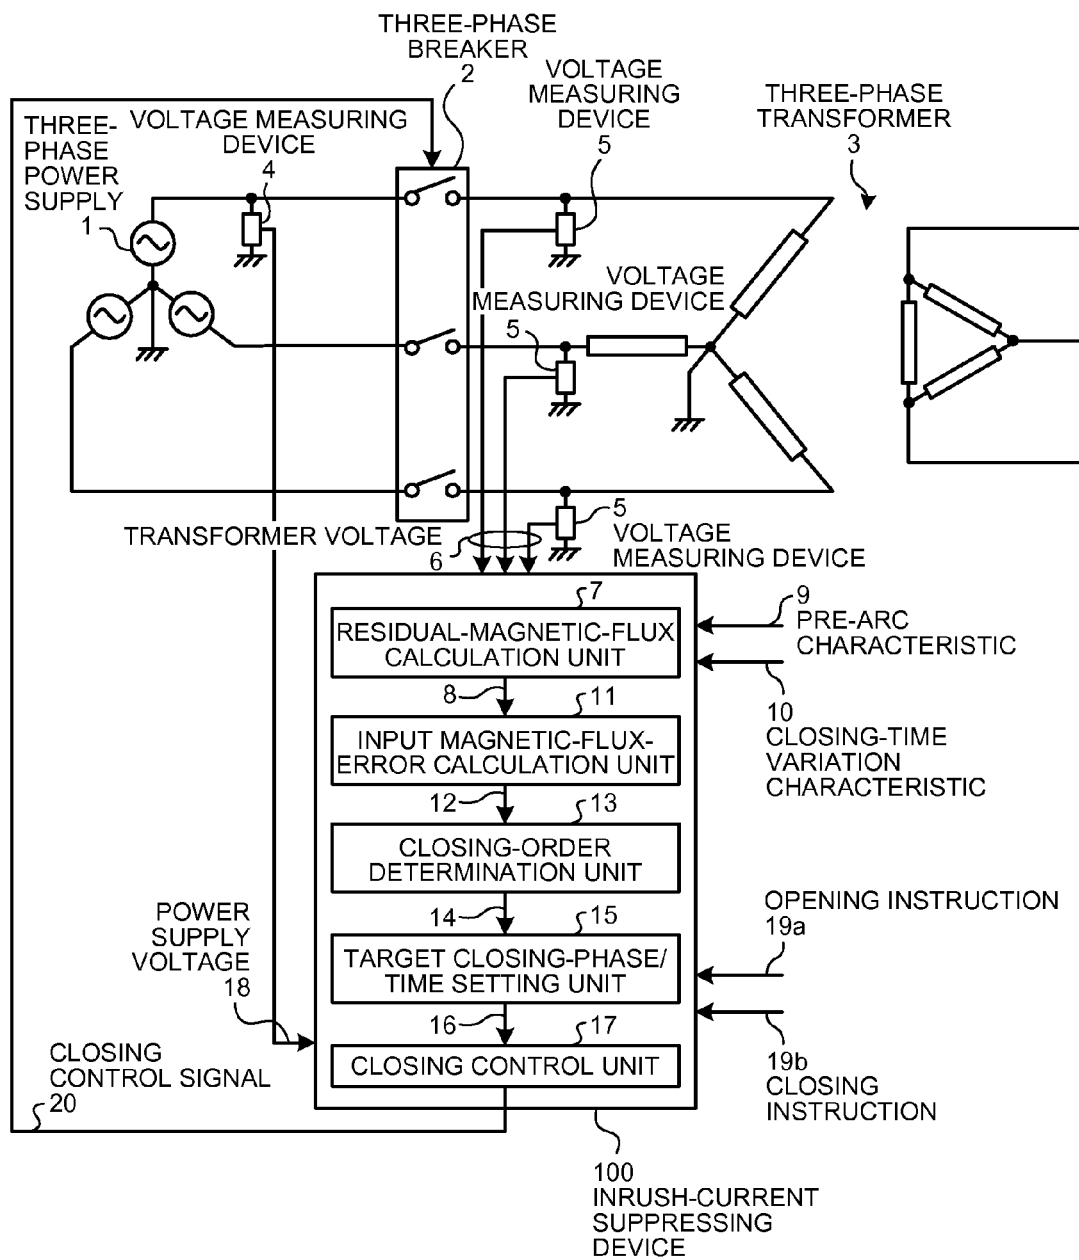 THREE-PHASE
BREAKER
2
VOLTAGE
MEASURING
DEVICE
5
THREE-PHASE
TRANSFORMER
3
THREE-
PHASE
POWER
SUPPLY
1
VOLTAGE MEASURING
DEVICE
4
VOLTAGE
MEASURING DEVICE
5
TRANSFORMER VOLTAGE
6
5
VOLTAGE
MEASURING DEVICE
7
RESIDUAL-MAGNETIC-FLUX
CALCULATION UNIT
9
PRE-ARC
CHARACTERISTIC
8
11
INPUT MAGNETIC-FLUX-
ERROR CALCULATION UNIT
10
CLOSING-TIME
VARIATION
CHARACTERISTIC
12
13
CLOSING-ORDER
DETERMINATION UNIT
14
15
TARGET CLOSING-PHASE/
TIME SETTING UNIT
OPENING INSTRUCTION
19a
POWER
SUPPLY
VOLTAGE
18
16
17
CLOSING CONTROL UNIT
19b
CLOSING
INSTRUCTION
CLOSING
CONTROL SIGNAL
20
100
INRUSH-CURRENT
SUPPRESSING
DEVICE